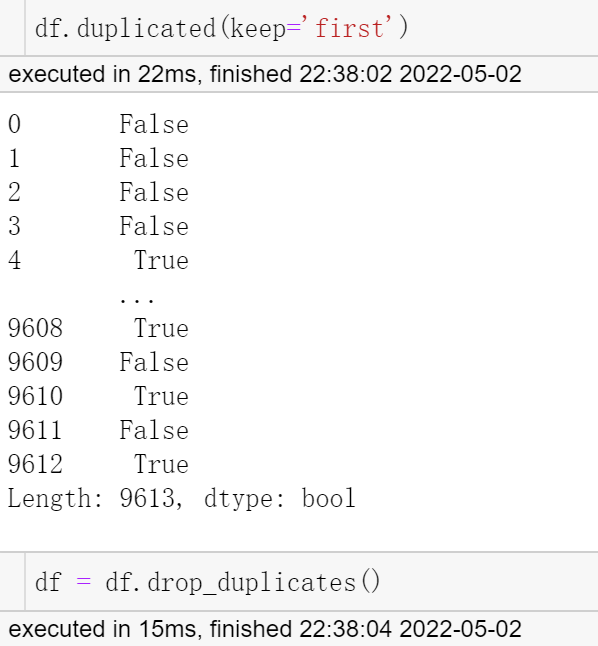 df.duplicated(keep='first')
executed in 22ms, finished 22:38:02 2022-05-02
0       False
1       False
2       False
3       False
4        True
        ...
9608     True
9609    False
9610     True
9611    False
9612     True
Length: 9613, dtype: bool
df = df.drop_duplicates()
executed in 15ms, finished 22:38:04 2022-05-02